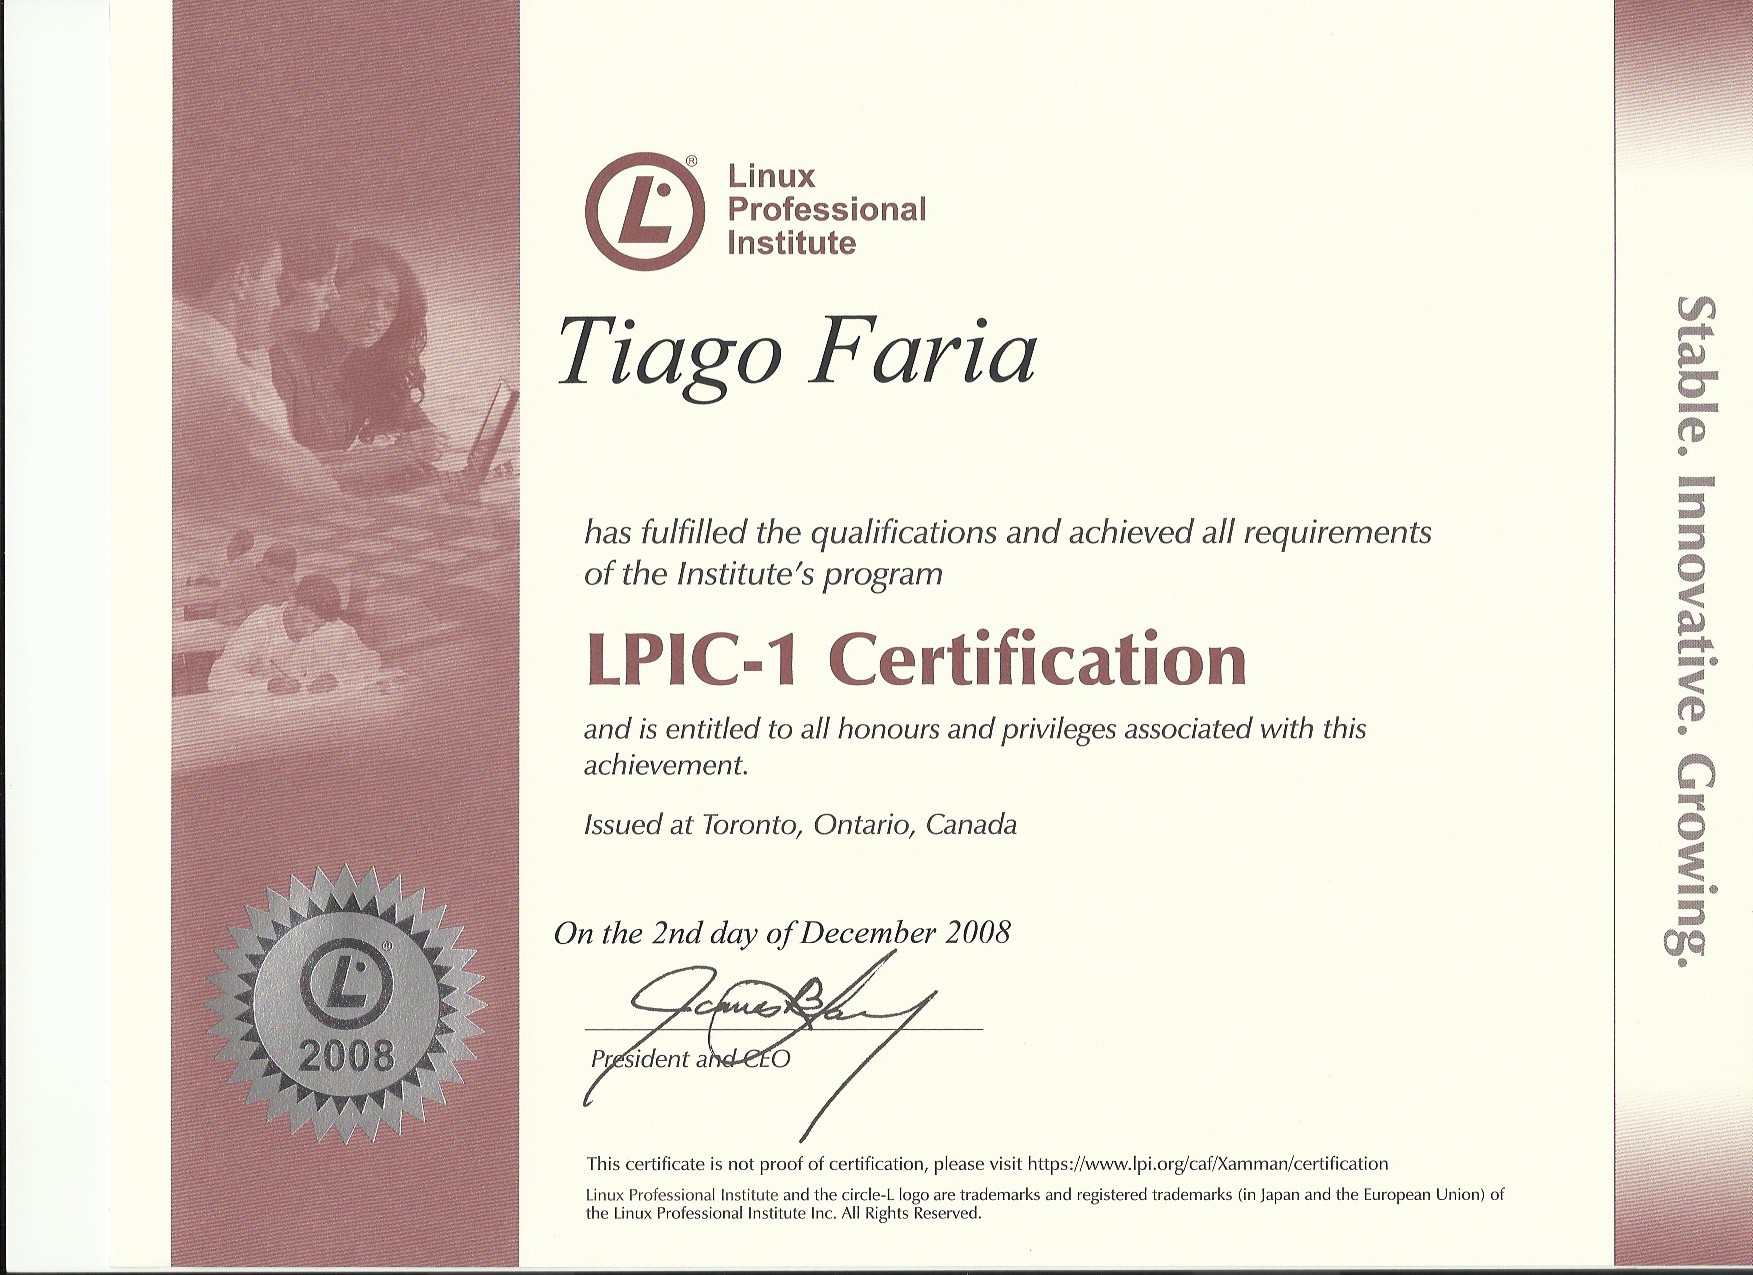 Linux
Professional
Institute
Tiago Faria
has fulfilled the qualifications and achieved all requirements
of the Institute's program
LPIC-1 Certification
and is entitled to all honours and privileges associated with this
achievement.
Issued at Toronto, Ontario, Canada
On the 2nd day of December 2008
President and CEO
This certificate is not proof of certification, please visit https://www.lpi.org/caf/Xamman/certification
Linux Professional Institute and the circle-L logo are trademarks and registered trademarks (in Japan and the European Union) of
the Linux Professional Institute Inc. All Rights Reserved.
L ®
2008
Stable. Innovative. Growing.